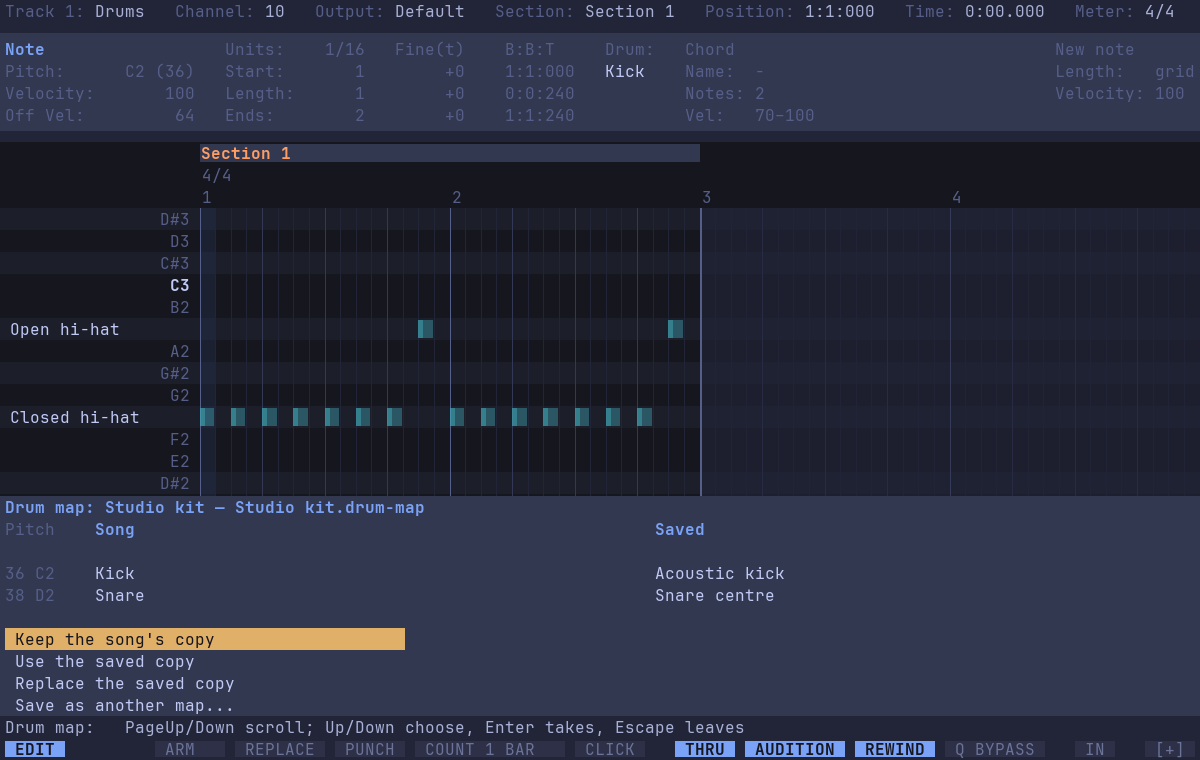 Track 1: Drums Channel: 10 Output: Default Section: Section 1 Position: 1:1:000 Time: 0:00.000 Meter: 4/4
Note Units: 1/16 Fine(t) B:B:T Drum: Chord New note
Pitch: C2 (36) Start: 1 +0 1:1:000 Kick Name: - Length: grid
Velocity: 100 Length: 1 +0 0:0:240 Notes: 2 Velocity: 100
Off Vel: 64 Ends: 2 +0 1:1:240 Vel: 70–100
Section 1
4/4
1 2 3 4
D#3
D3
C#3
C3
B2
Open hi-hat
A2
G#2
G2
Closed hi-hat
F2
E2
D#2
Drum map: Studio kit — Studio kit.drum-map
Pitch Song Saved
36 C2 Kick Acoustic kick
38 D2 Snare Snare centre
Keep the song's copy
Use the saved copy
Replace the saved copy
Save as another map...
Drum map: PageUp/Down scroll; Up/Down choose, Enter takes, Escape leaves
EDIT ARM REPLACE PUNCH COUNT 1 BAR CLICK THRU AUDITION REWIND Q BYPASS IN [+]